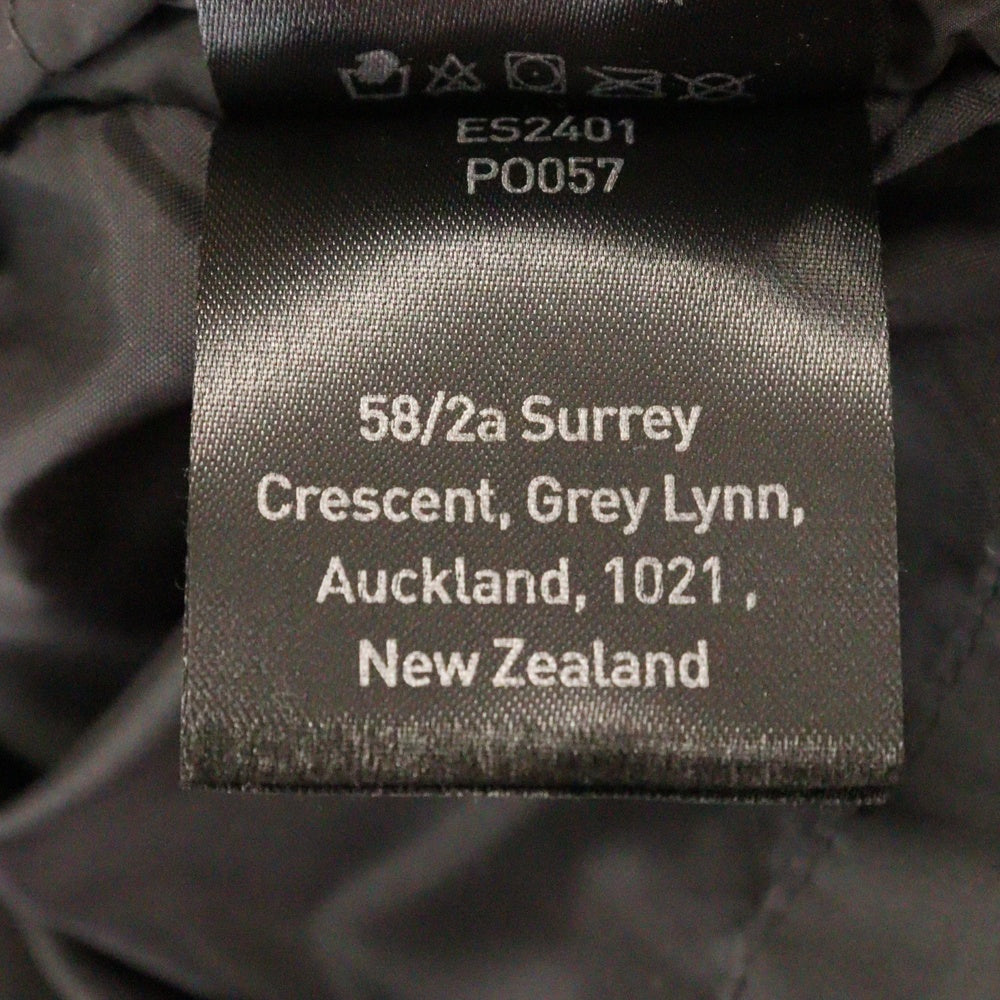 ES2401
PO057
58/2a Surrey
Crescent, Grey Lynn,
Auckland, 1021 ,
New Zealand